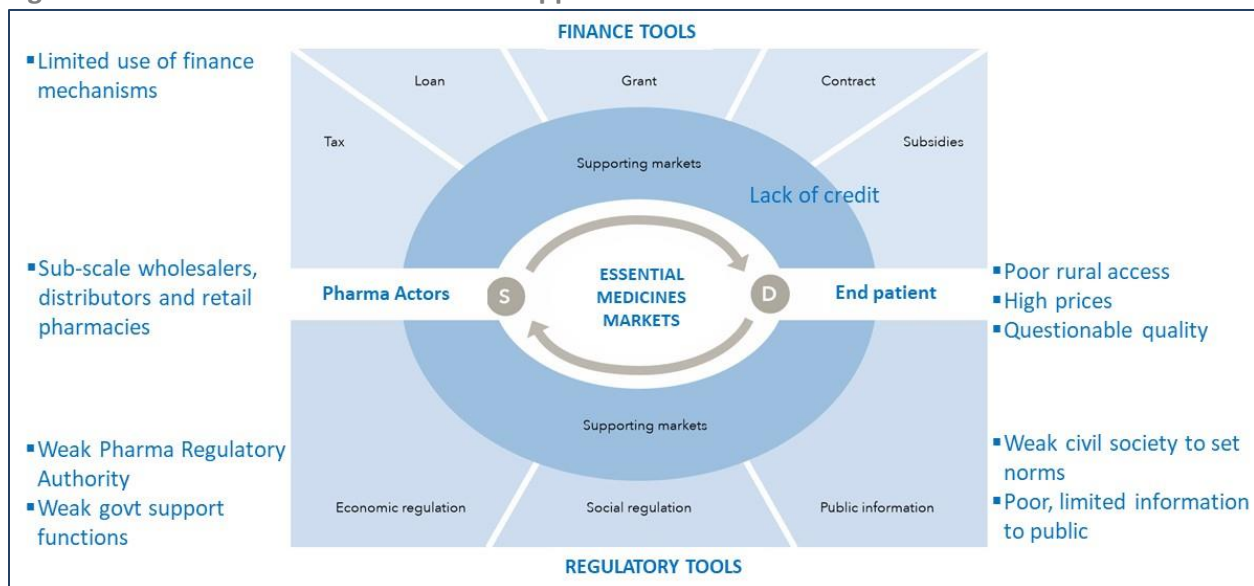 FINANCE TOOLS
▪Limited use of finance
mechanisms
Loan
Grant
Contract
Tax
Subsidies
Supporting markets
Lack of credit
▪Sub-scale wholesalers,
distributors and retail
pharmacies
Pharma Actors
S
ESSENTIAL
MEDICINES
MARKETS
D
End patient
▪Poor rural access
▪High prices
▪Questionable quality
Supporting markets
▪Weak Pharma Regulatory
Authority
▪Weak govt support
functions
Economic regulation
Social regulation
Public information
▪Weak civil society to set
norms
▪Poor, limited information
to public
REGULATORY TOOLS